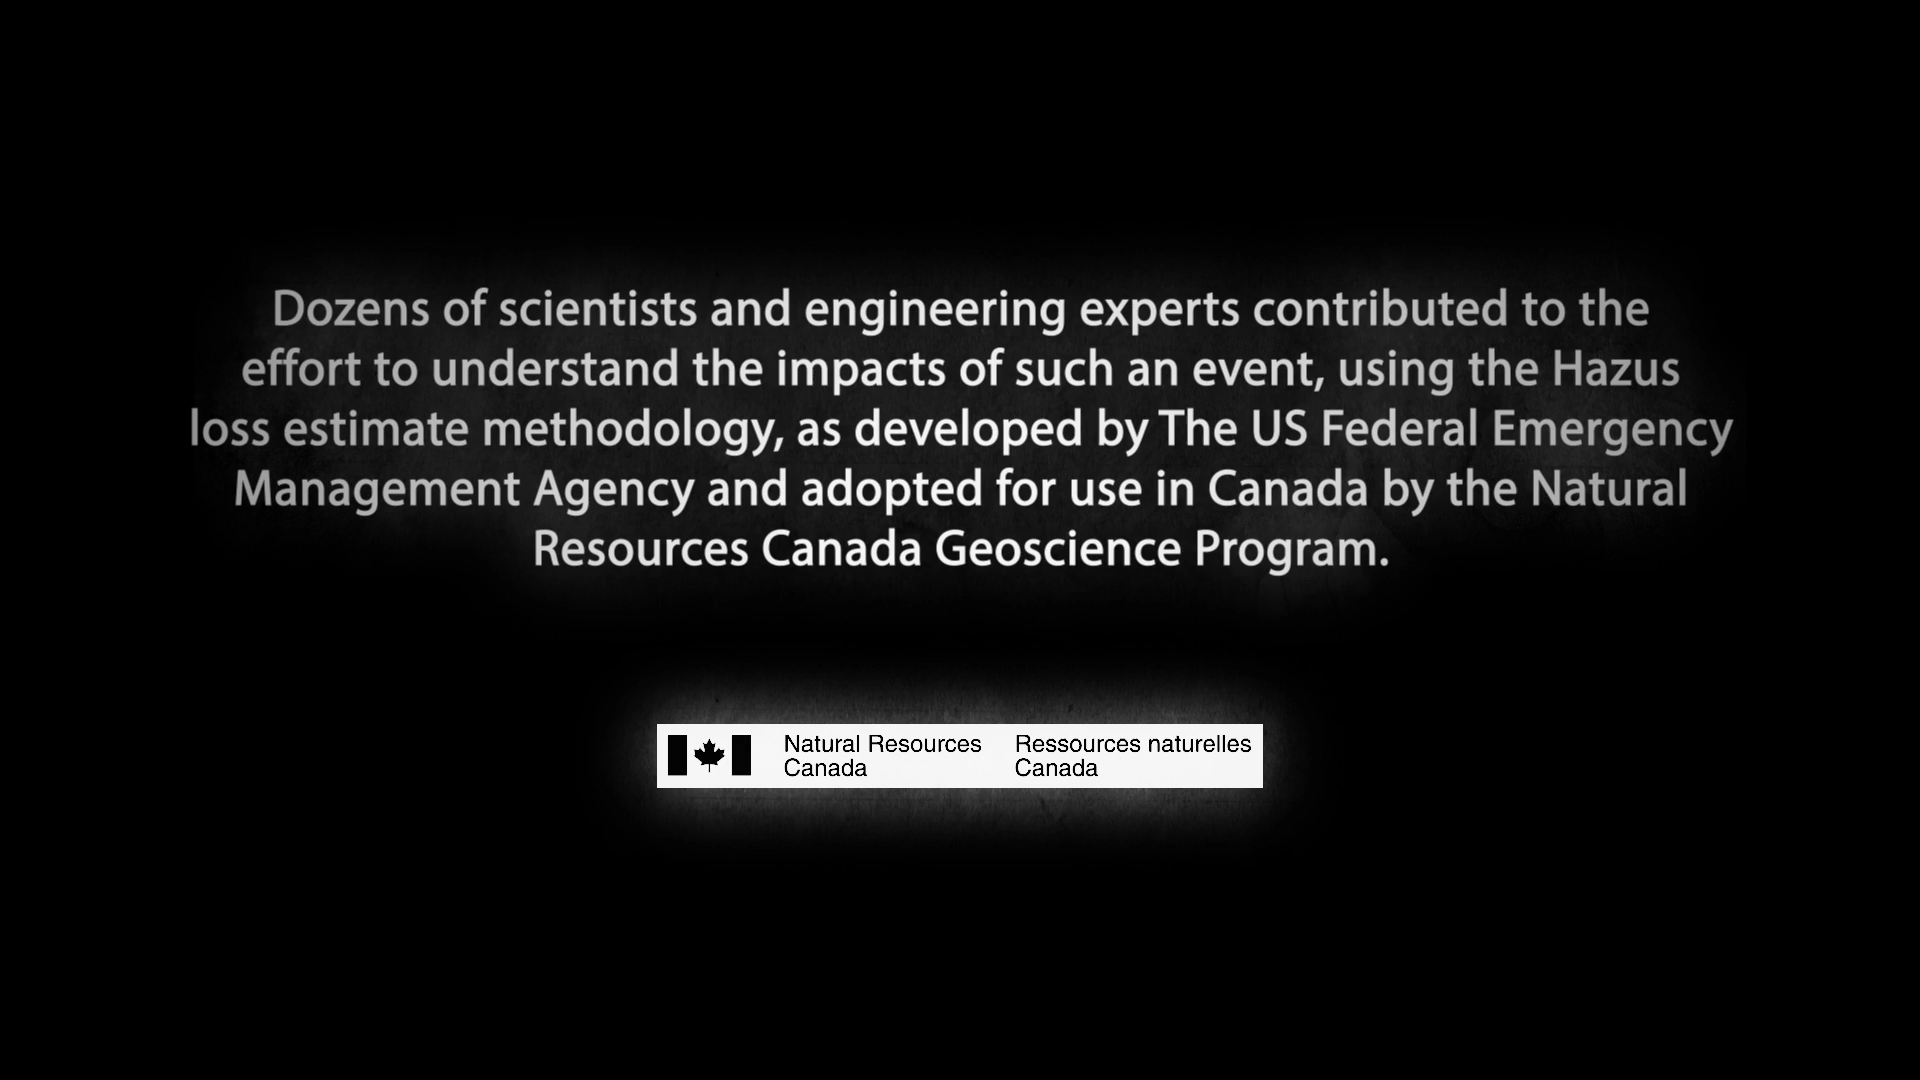 Dozens of scientists and engineering experts contributed to the
effort to understand the impacts of such an event, using the Hazus
loss estimate methodology, as developed by The US Federal Emergency
Management Agency and adopted for use in Canada by the Natural
Resources Canada Geoscience Program.
Natural Resources
Canada
Ressources naturelles
Canada